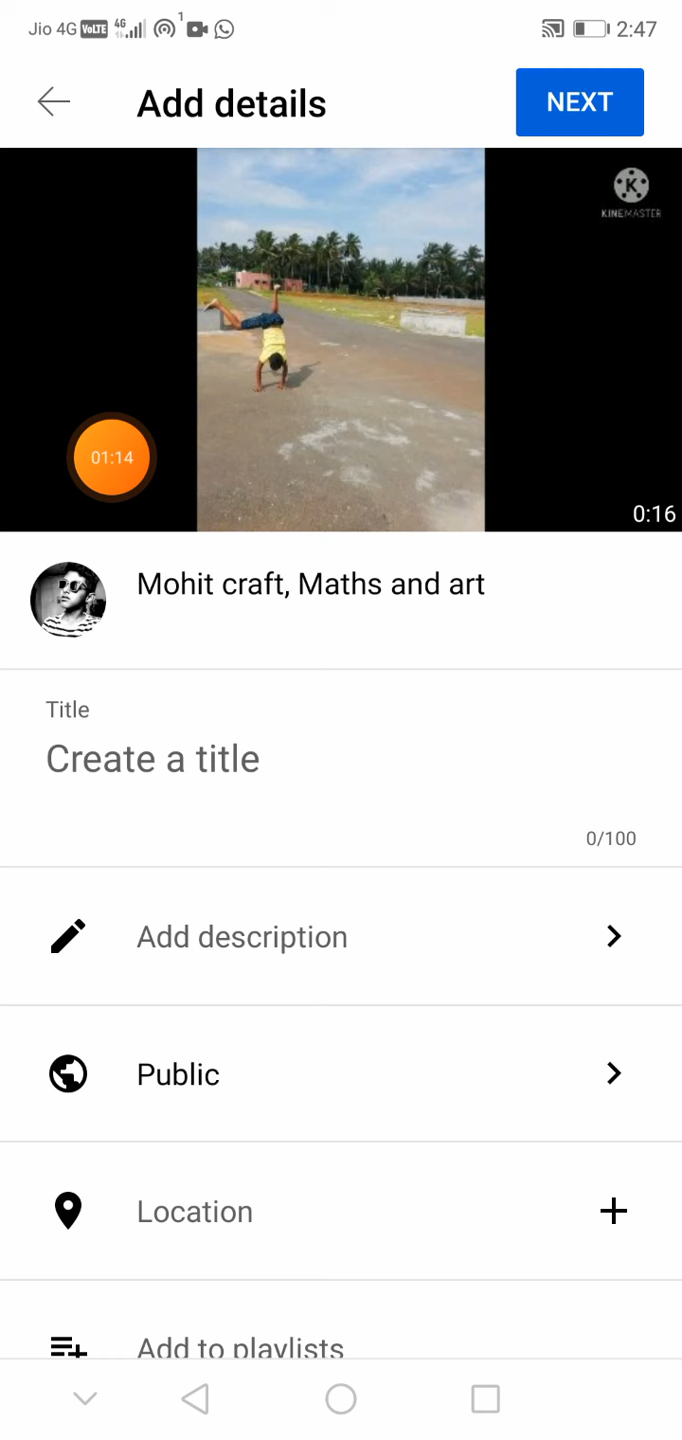 Jio 4G VoLTE 4G 1 2:47
Add details
NEXT
K
KINEMASTER
01:14
0:16
Mohit craft, Maths and art
Title
Create a title
0/100
Add description
Public
Location
Add to playlists